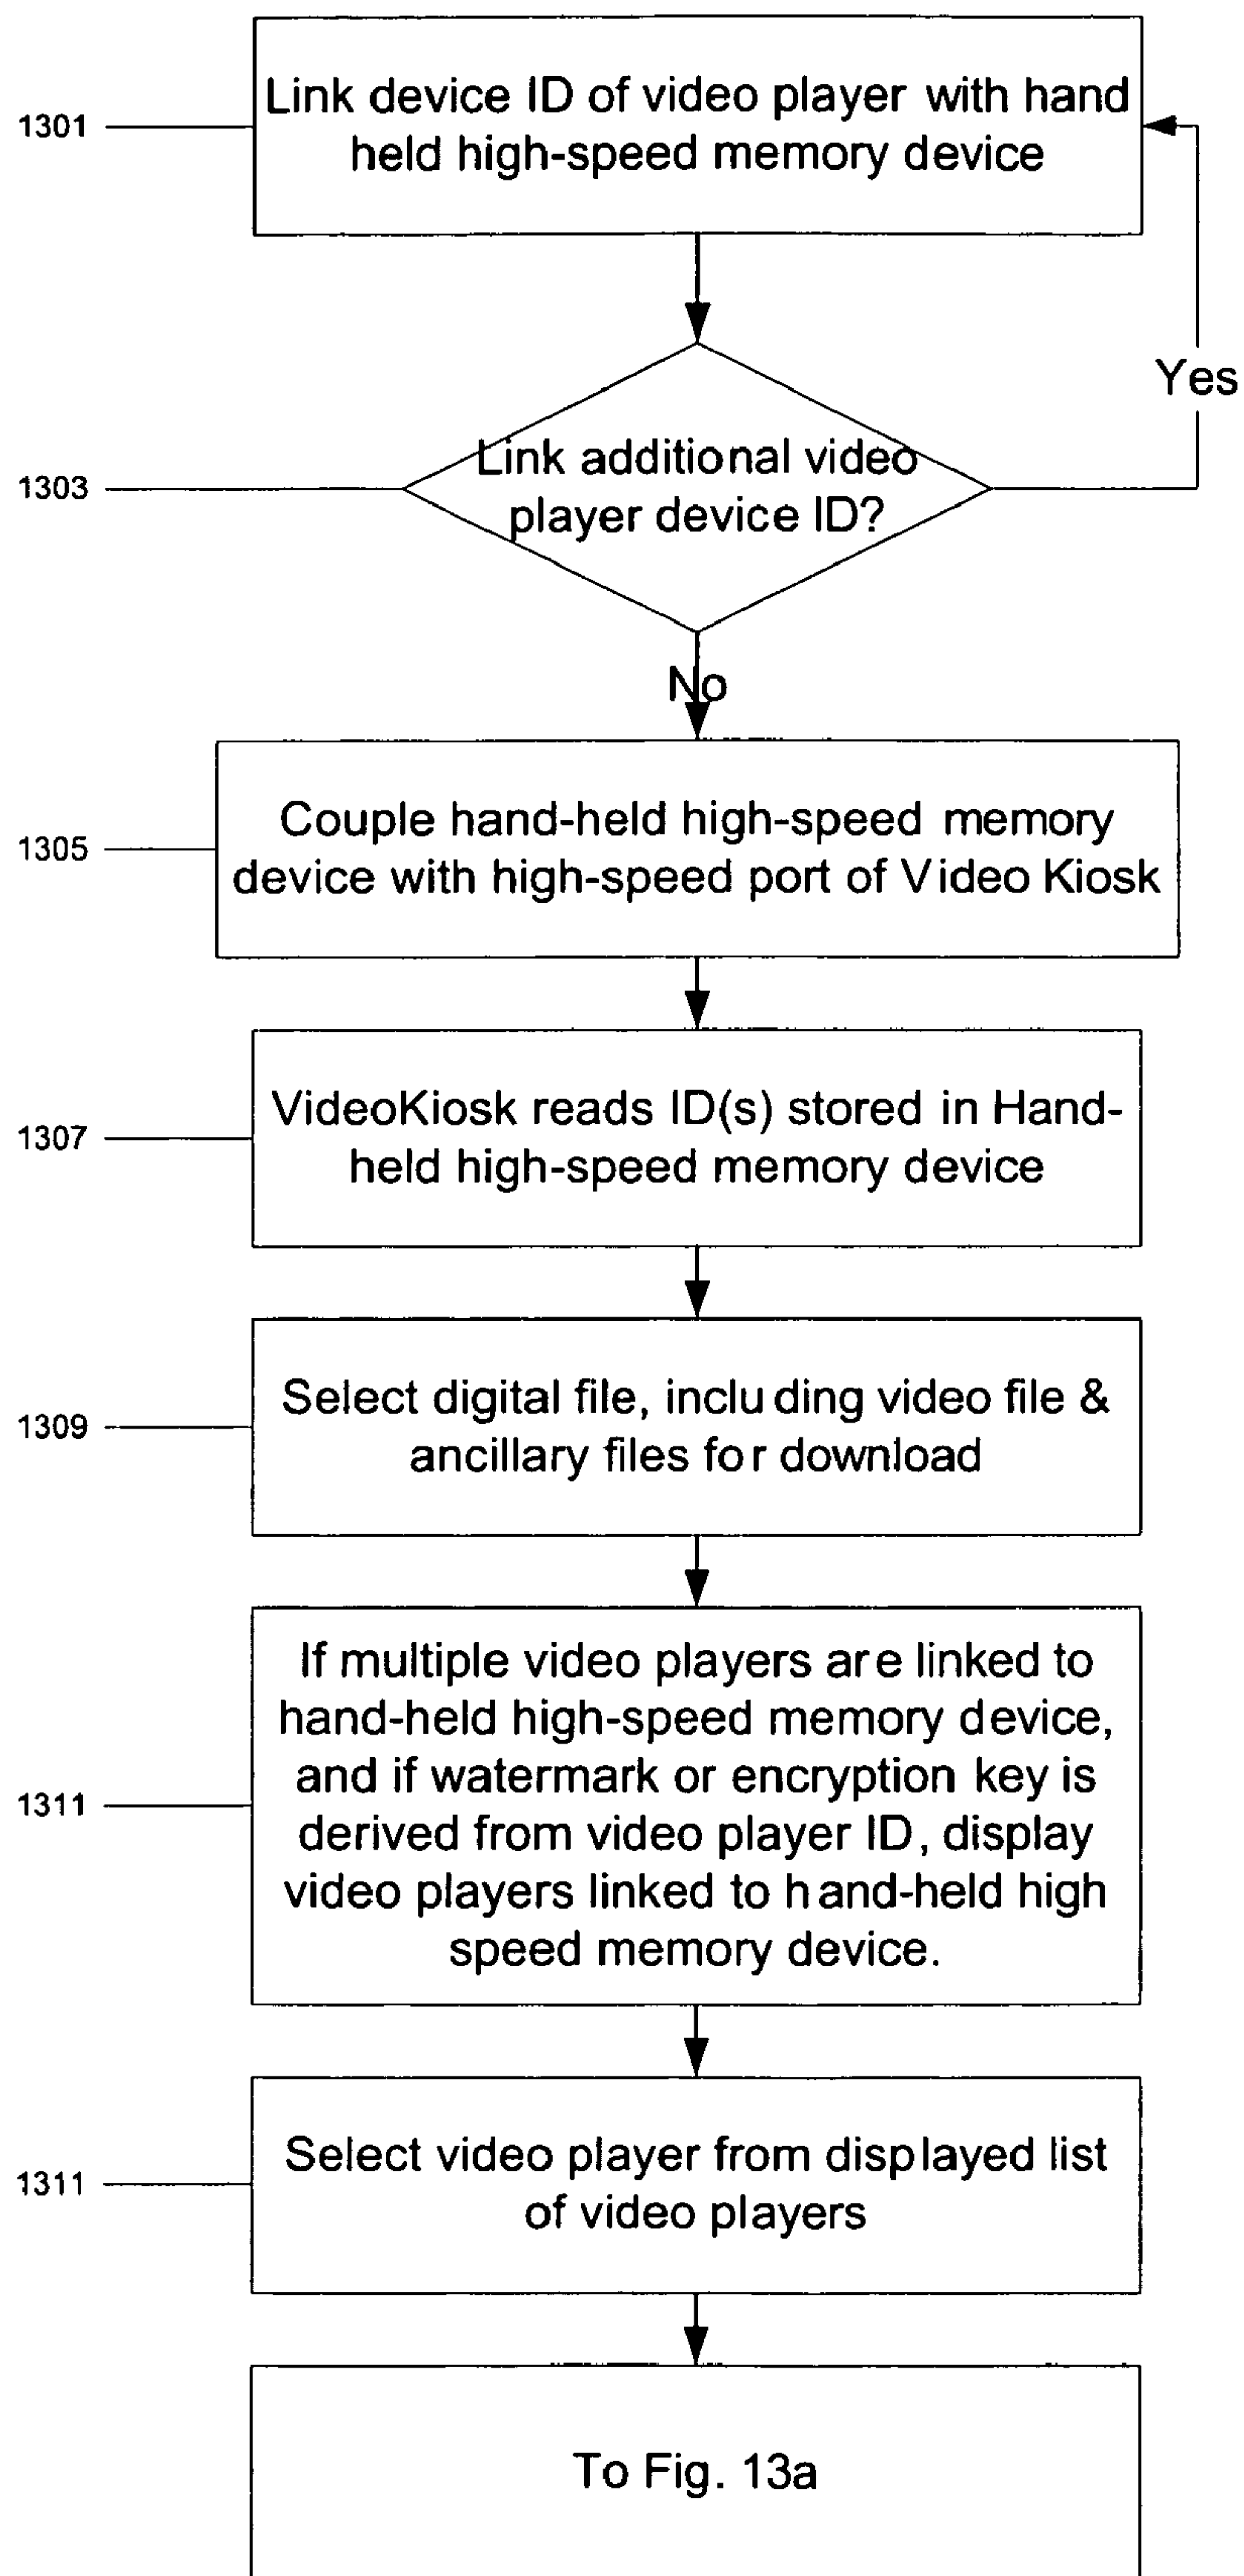 Link device ID of video player with hand
held high-speed memory device
1301
Yes
Link additional video
player device ID?
1303
No
Couple hand-held high-speed memory
device with high-speed port of Video Kiosk
1305
VideoKiosk reads ID(s) stored in Hand-
held high-speed memory device
1307
Select digital file, including video file &
ancillary files for download
1309
If multiple video players are linked to
hand-held high-speed memory device,
and if watermark or encryption key is
derived from video player ID, display
video players linked to hand-held high
speed memory device.
1311
Select video player from displayed list
of video players
1311
To Fig. 13a